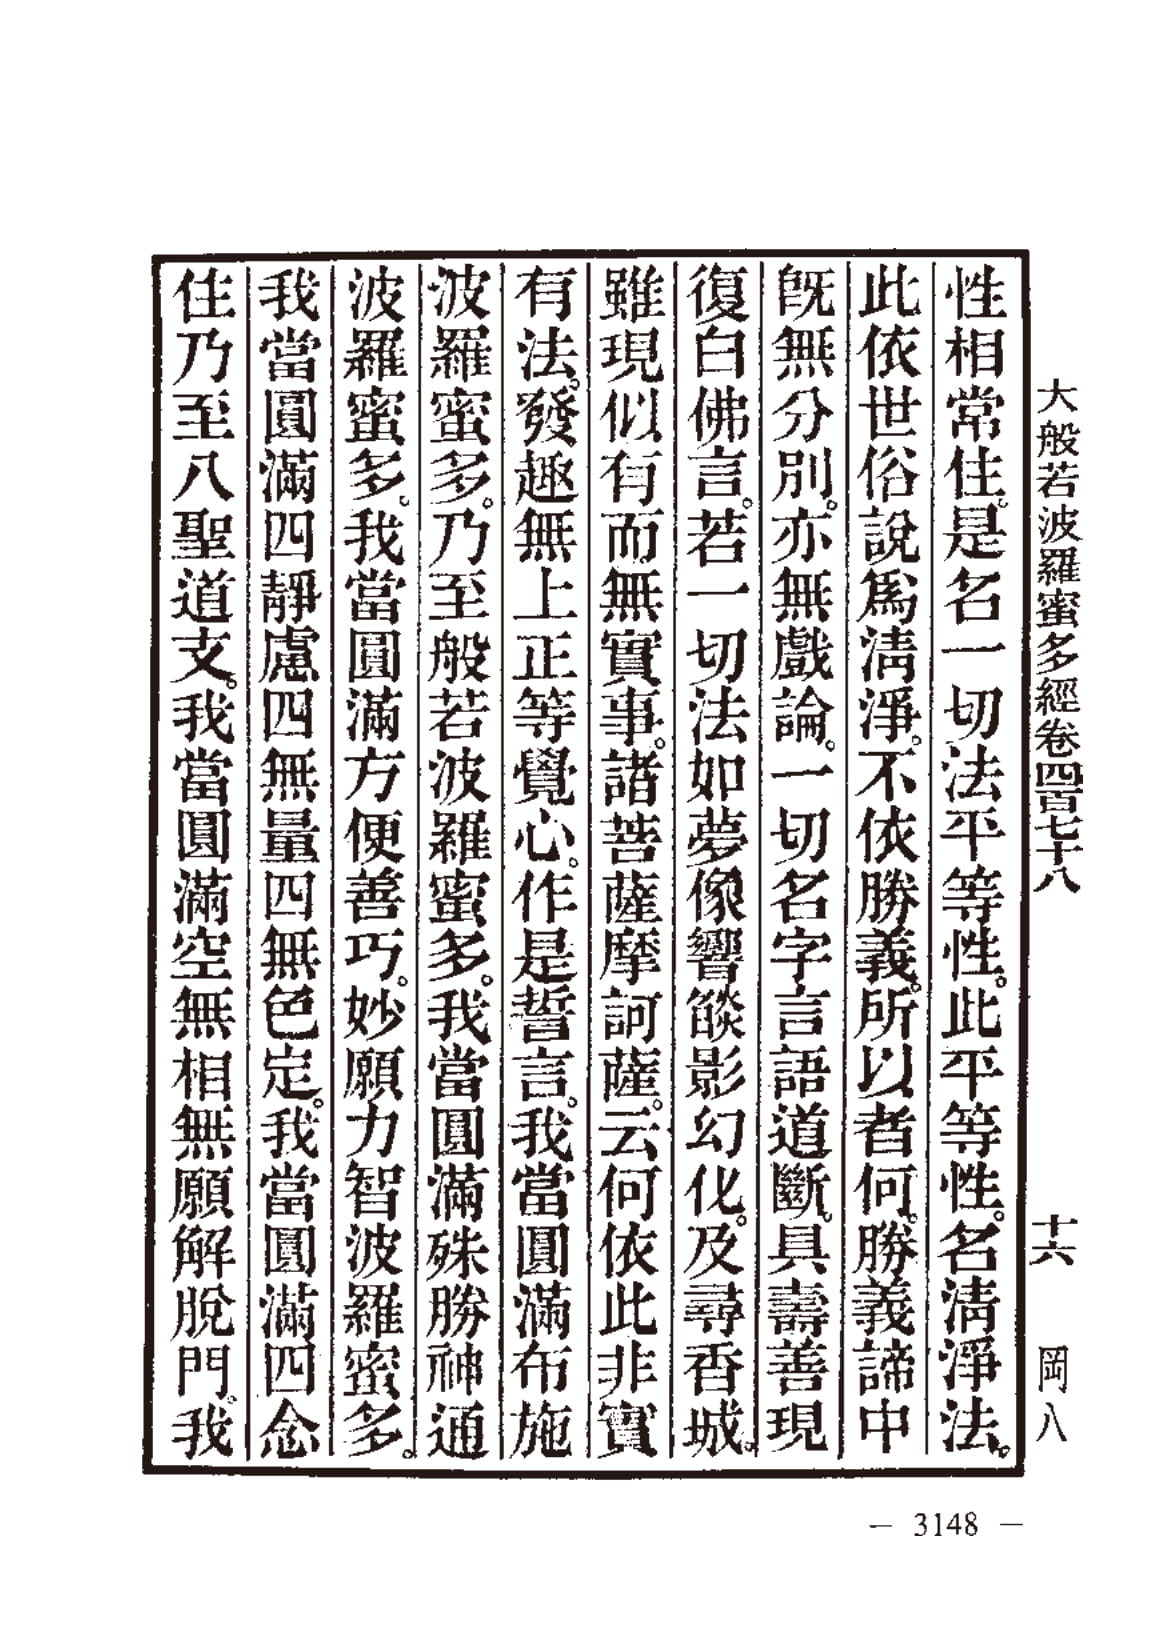 大般若波羅蜜多經卷四百七十八　十六　岡八
性相常住。是名一切法平等性。此平等性。名淸淨法。
此依世俗說爲淸淨。不依勝義。所以者何。勝義諦中
旣無分別。亦無戲論。一切名字言語道斷。具壽善現
復白佛言。若一切法如夢像響燄影幻化。及尋香城。
雖現似有而無實事。諸菩薩摩訶薩。云何依此非實
有法。發趣無上正等覺心。作是誓言。我當圓滿布施
波羅蜜多。乃至般若波羅蜜多。我當圓滿殊勝神通
波羅蜜多。我當圓滿方便善巧。妙願力智波羅蜜多。
我當圓滿四靜慮四無量四無色定。我當圓滿四念
住乃至八聖道支。我當圓滿空無相無願解脫門。我
— 3148 —